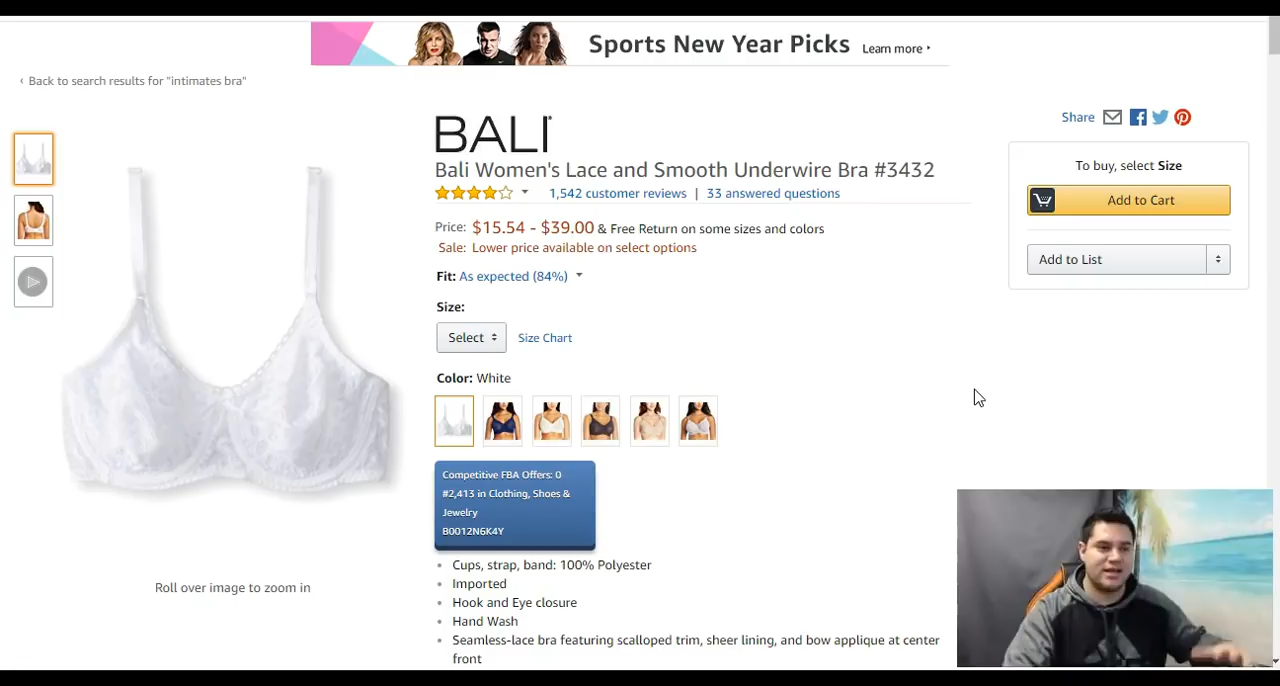 Sports New Year Picks Learn more ›
‹ Back to search results for "intimates bra"
BALI
Bali Women's Lace and Smooth Underwire Bra #3432
1,542 customer reviews | 33 answered questions
Price: $15.54 - $39.00 & Free Return on some sizes and colors
Sale: Lower price available on select options
Fit: As expected (84%)
Size:
Select
Size Chart
Color: White
Competitive FBA Offers: 0
#2,413 in Clothing, Shoes &
Jewelry
B0012N6K4Y
• Cups, strap, band: 100% Polyester
• Imported
• Hook and Eye closure
• Hand Wash
• Seamless-lace bra featuring scalloped trim, sheer lining, and bow applique at center
front
Roll over image to zoom in
Share
To buy, select Size
Add to Cart
Add to List